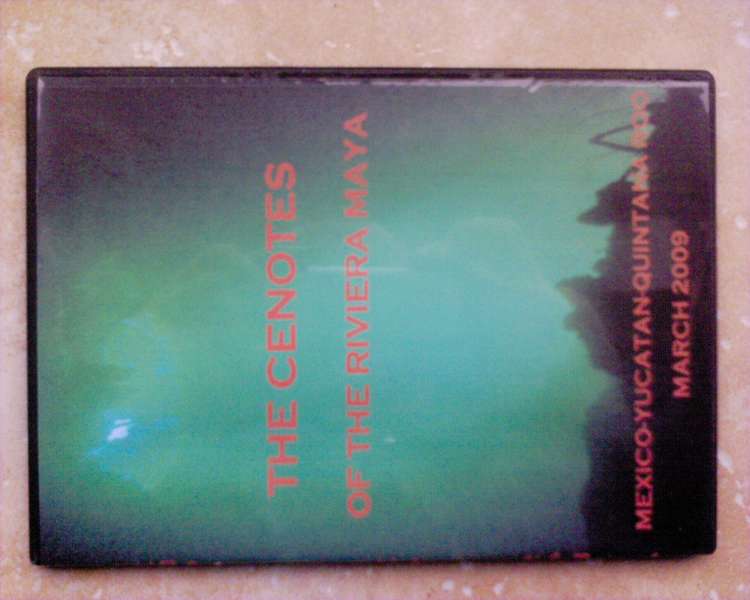 THE CENOTES
OF THE RIVIERA MAYA
MEXICO-YUCATAN-QUINTANA ROO
MARCH 2009